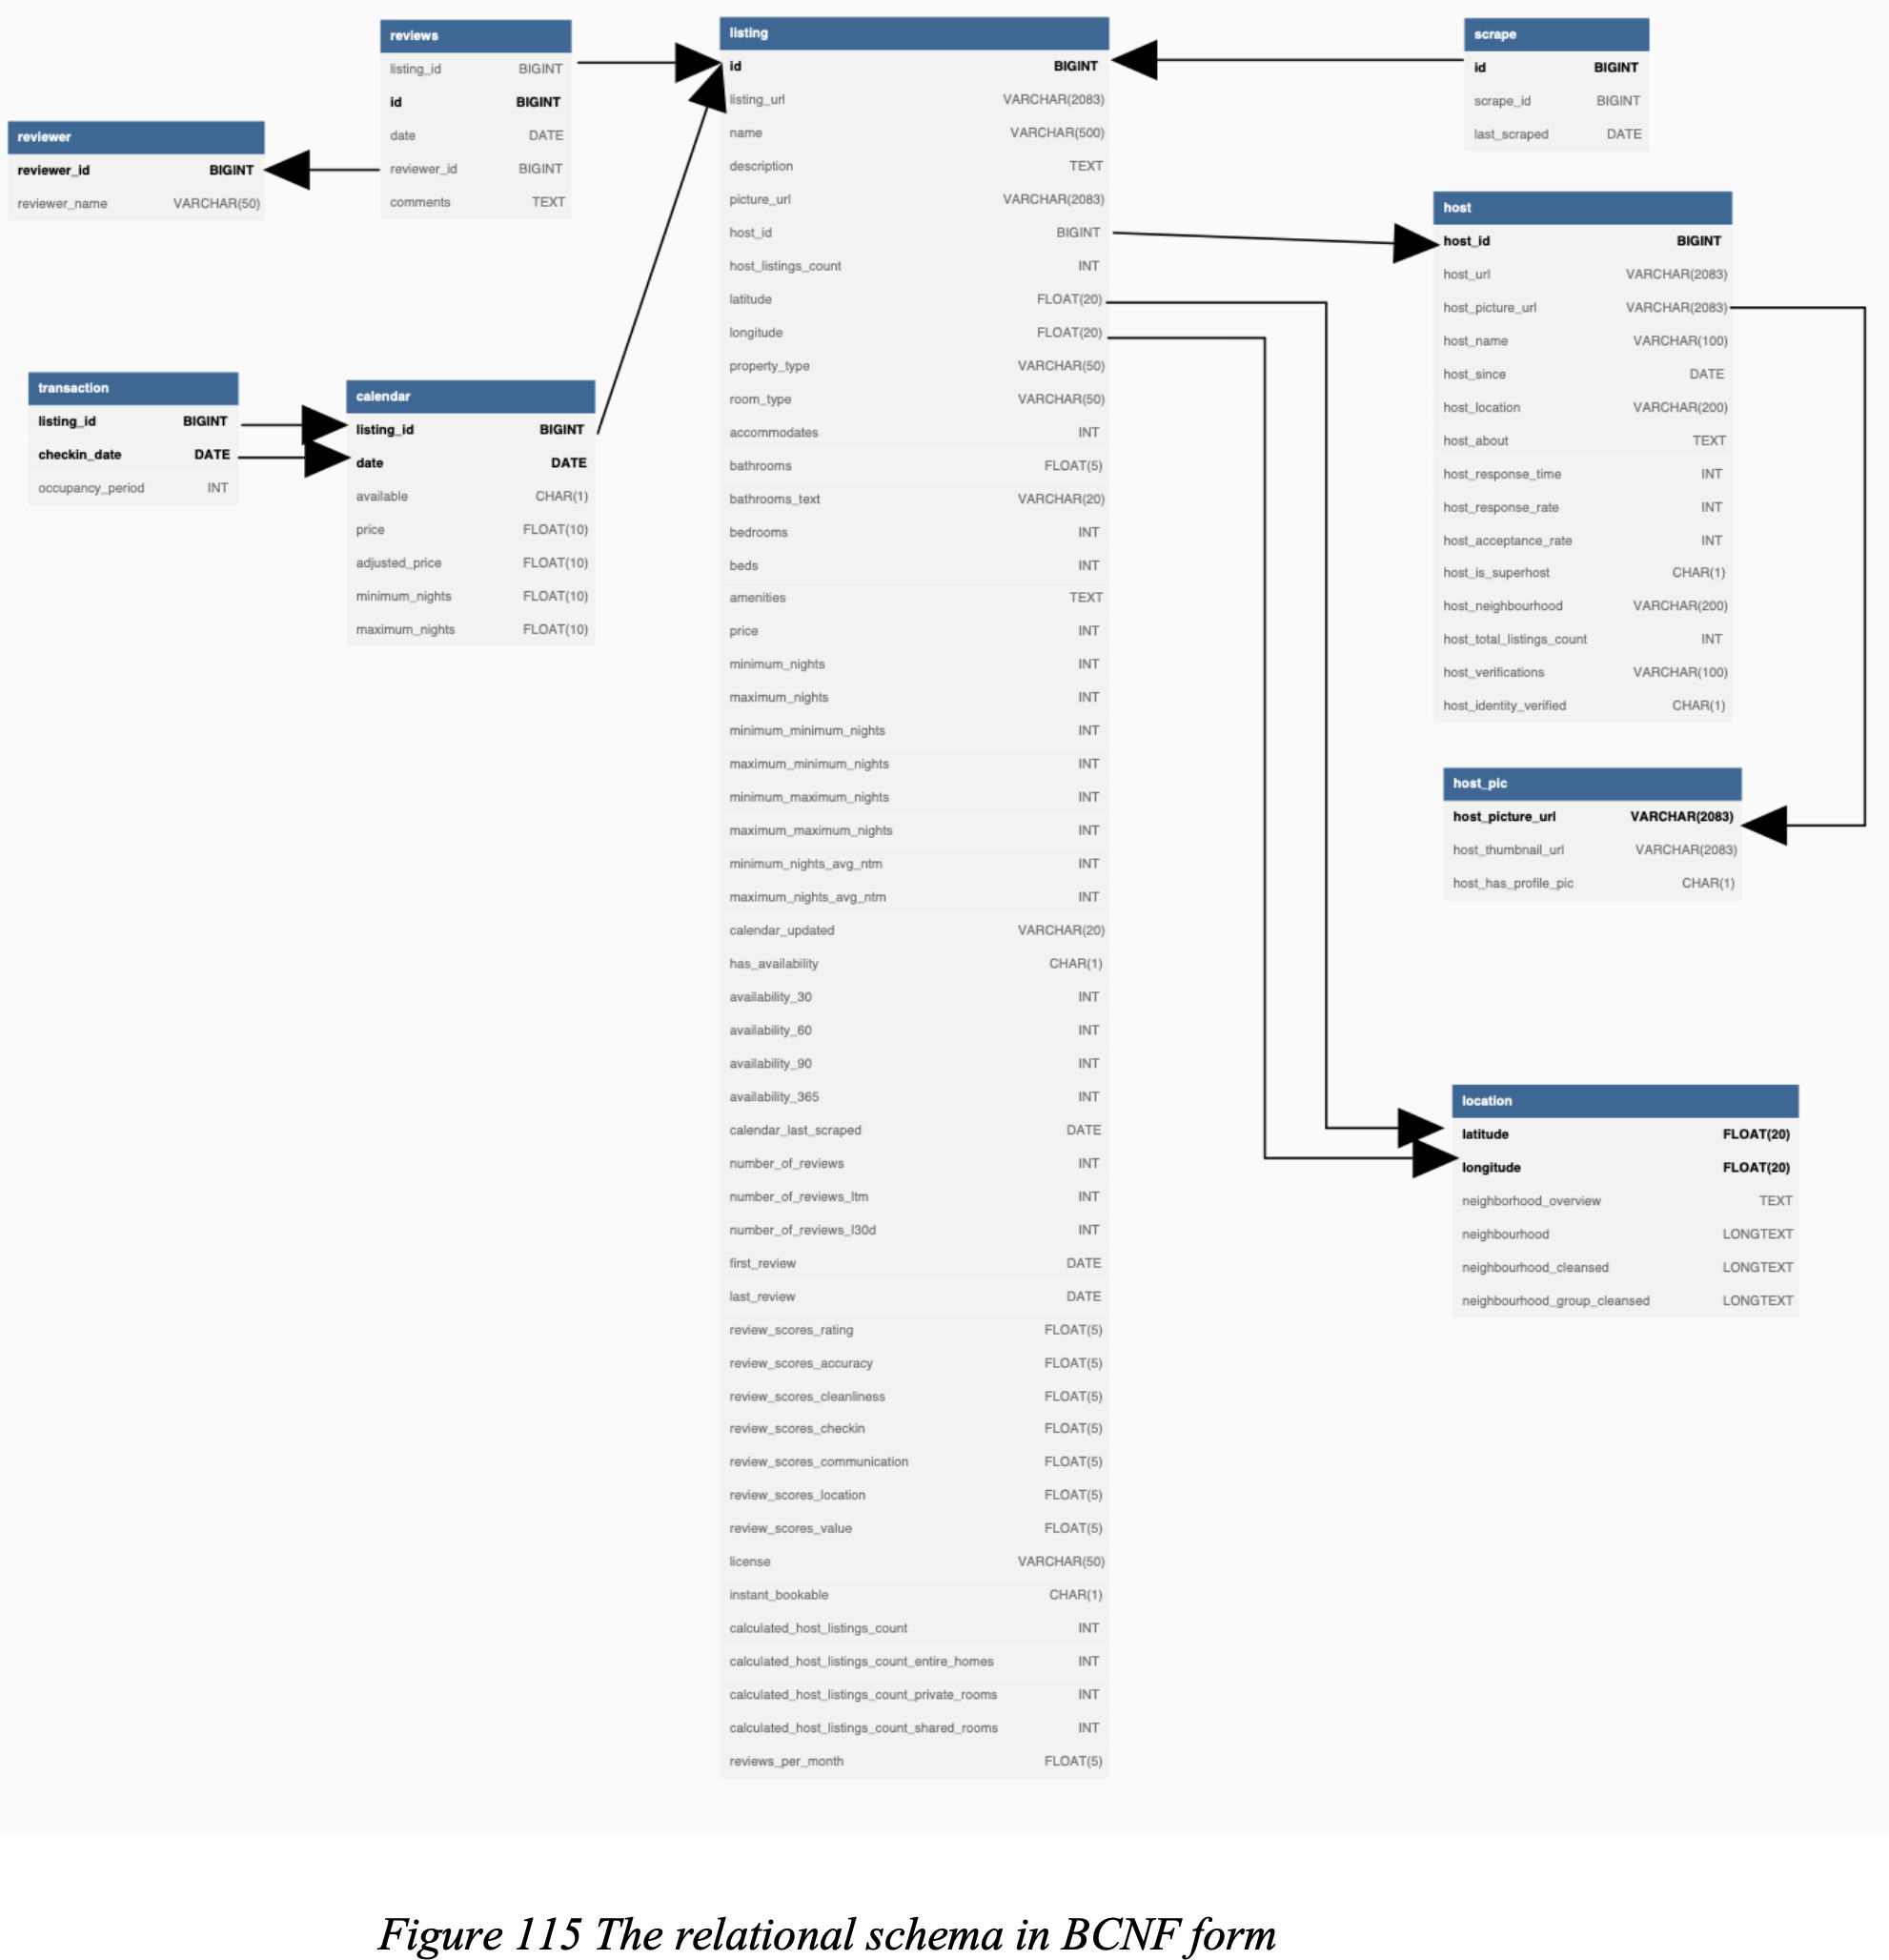 reviews
listing_id BIGINT
id BIGINT
date DATE
reviewer_id BIGINT
comments TEXT
reviewer
reviewer_id BIGINT
reviewer_name VARCHAR(50)
transaction
listing_id BIGINT
checkin_date DATE
occupancy_period INT
calendar
listing_id BIGINT
date DATE
available CHAR(1)
price FLOAT(10)
adjusted_price FLOAT(10)
minimum_nights FLOAT(10)
maximum_nights FLOAT(10)
listing
id BIGINT
listing_url VARCHAR(2083)
name VARCHAR(500)
description TEXT
picture_url VARCHAR(2083)
host_id BIGINT
host_listings_count INT
latitude FLOAT(20)
longitude FLOAT(20)
property_type VARCHAR(50)
room_type VARCHAR(50)
accommodates INT
bathrooms FLOAT(5)
bathrooms_text VARCHAR(20)
bedrooms INT
beds INT
amenities TEXT
price INT
minimum_nights INT
maximum_nights INT
minimum_minimum_nights INT
maximum_minimum_nights INT
minimum_maximum_nights INT
maximum_maximum_nights INT
minimum_nights_avg_ntm INT
maximum_nights_avg_ntm INT
calendar_updated VARCHAR(20)
has_availability CHAR(1)
availability_30 INT
availability_60 INT
availability_90 INT
availability_365 INT
calendar_last_scraped DATE
number_of_reviews INT
number_of_reviews_ltm INT
number_of_reviews_l30d INT
first_review DATE
last_review DATE
review_scores_rating FLOAT(5)
review_scores_accuracy FLOAT(5)
review_scores_cleanliness FLOAT(5)
review_scores_checkin FLOAT(5)
review_scores_communication FLOAT(5)
review_scores_location FLOAT(5)
review_scores_value FLOAT(5)
license VARCHAR(50)
instant_bookable CHAR(1)
calculated_host_listings_count INT
calculated_host_listings_count_entire_homes INT
calculated_host_listings_count_private_rooms INT
calculated_host_listings_count_shared_rooms INT
reviews_per_month FLOAT(5)
scrape
id BIGINT
scrape_id BIGINT
last_scraped DATE
host
host_id BIGINT
host_url VARCHAR(2083)
host_picture_url VARCHAR(2083)
host_name VARCHAR(100)
host_since DATE
host_location VARCHAR(200)
host_about TEXT
host_response_time INT
host_response_rate INT
host_acceptance_rate INT
host_is_superhost CHAR(1)
host_neighbourhood VARCHAR(200)
host_total_listings_count INT
host_verifications VARCHAR(100)
host_identity_verified CHAR(1)
host_pic
host_picture_url VARCHAR(2083)
host_thumbnail_url VARCHAR(2083)
host_has_profile_pic CHAR(1)
location
latitude FLOAT(20)
longitude FLOAT(20)
neighborhood_overview TEXT
neighbourhood LONGTEXT
neighbourhood_cleansed LONGTEXT
neighbourhood_group_cleansed LONGTEXT
Figure 115 The relational schema in BCNF form